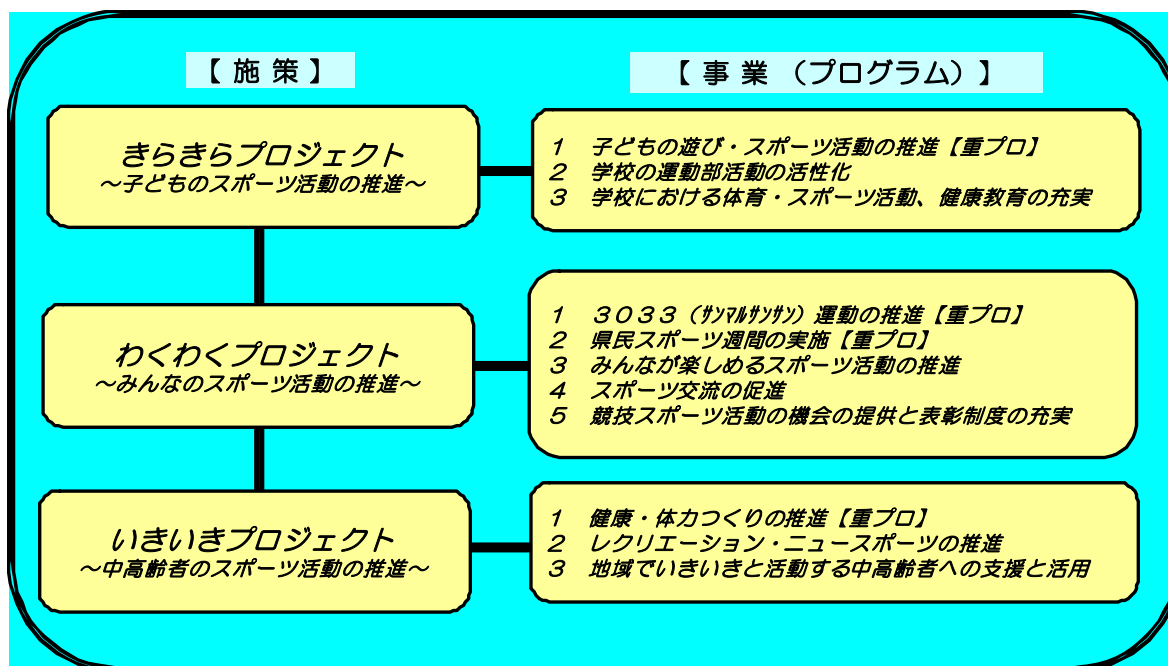 【 施 策 】
【 事 業 （プログラム） 】
きらきらプロジェクト
～子どものスポーツ活動の推進～
1 子どもの遊び・スポーツ活動の推進【重プロ】
2 学校の運動部活動の活性化
3 学校における体育・スポーツ活動、健康教育の充実
わくわくプロジェクト
～みんなのスポーツ活動の推進～
1 ３０３３（ｻﾝﾏﾙｻﾝｻﾝ）運動の推進【重プロ】
2 県民スポーツ週間の実施【重プロ】
3 みんなが楽しめるスポーツ活動の推進
4 スポーツ交流の促進
5 競技スポーツ活動の機会の提供と表彰制度の充実
いきいきプロジェクト
～中高齢者のスポーツ活動の推進～
1 健康・体力つくりの推進【重プロ】
2 レクリエーション・ニュースポーツの推進
3 地域でいきいきと活動する中高齢者への支援と活用